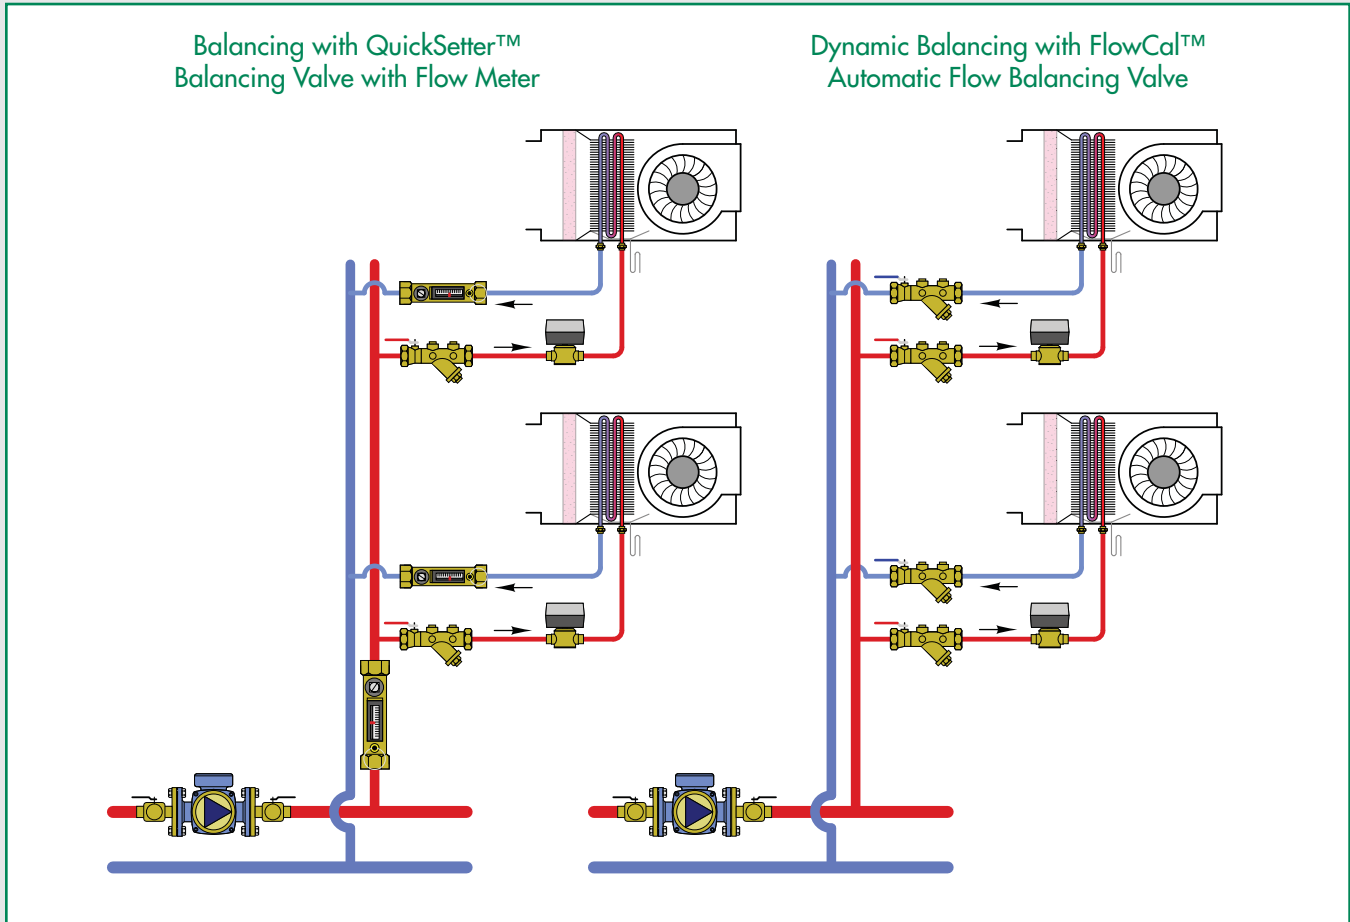 Balancing with QuickSetter™
Balancing Valve with Flow Meter
Dynamic Balancing with FlowCal™
Automatic Flow Balancing Valve